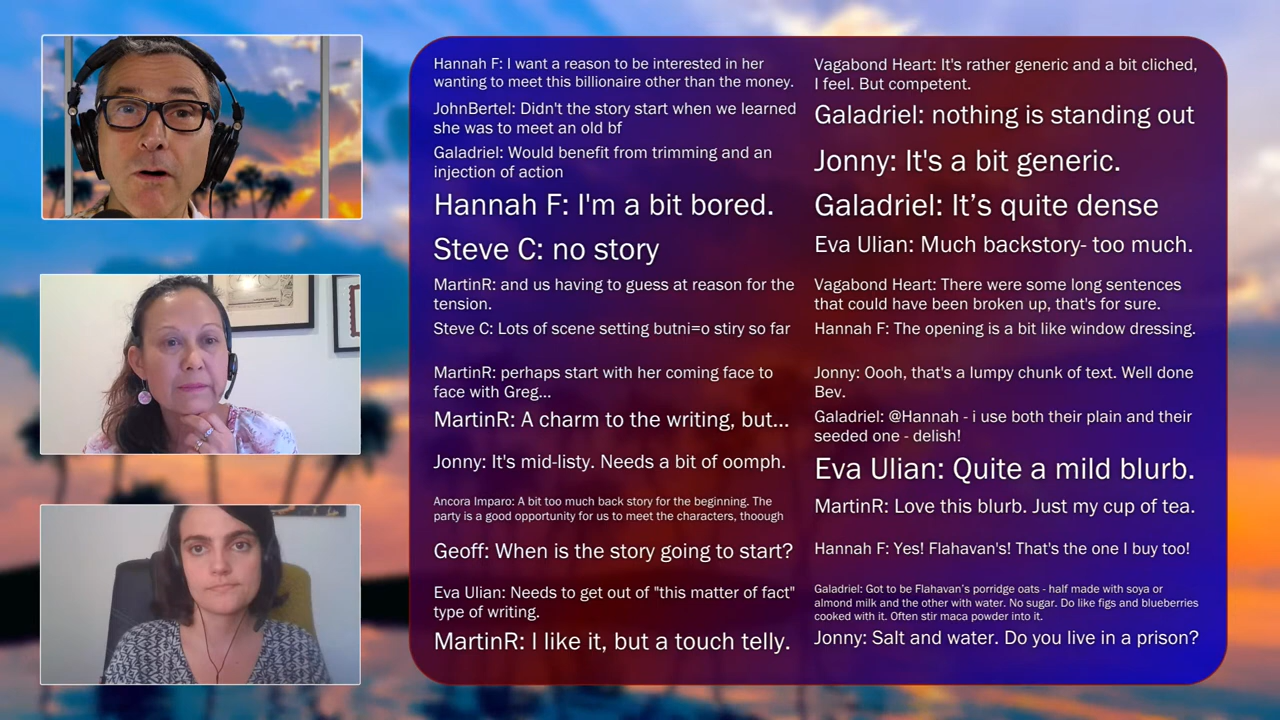 Hannah F: I want a reason to be interested in her
wanting to meet this billionaire other than the money.
JohnBertel: Didn't the story start when we learned
she was to meet an old bf
Galadriel: Would benefit from trimming and an
injection of action
Hannah F: I'm a bit bored.
Steve C: no story
MartinR: and us having to guess at reason for the
tension.
Steve C: Lots of scene setting butni=o stiry so far
MartinR: perhaps start with her coming face to
face with Greg...
MartinR: A charm to the writing, but...
Jonny: It's mid-listy. Needs a bit of oomph.
Ancora Imparo: A bit too much back story for the beginning. The
party is a good opportunity for us to meet the characters, thoough
Geoff: When is the story going to start?
Eva Ulian: Needs to get out of "this matter of fact"
type of writing.
MartinR: I like it, but a touch telly.
Vagabond Heart: It's rather generic and a bit cliched,
I feel. But competent.
Galadriel: nothing is standing out
Jonny: It's a bit generic.
Galadriel: It’s quite dense
Eva Ulian: Much backstory- too much.
Vagabond Heart: There were some long sentences
that could have been broken up, that's for sure.
Hannah F: The opening is a bit like window dressing.
Jonny: Oooh, that's a lumpy chunk of text. Well done
Bev.
Galadriel: @Hannah - i use both their plain and their
seeded one - delish!
Eva Ulian: Quite a mild blurb.
MartinR: Love this blurb. Just my cup of tea.
Hannah F: Yes! Flahavan's! That's the one I buy too!
Galadriel: Got to be Flahavan’s porridge oats - half made with soya or
almond milk and the other with water. No sugar. Do like figs and blueberries
cooked with it. Often stir maca powder into it.
Jonny: Salt and water. Do you live in a prison?